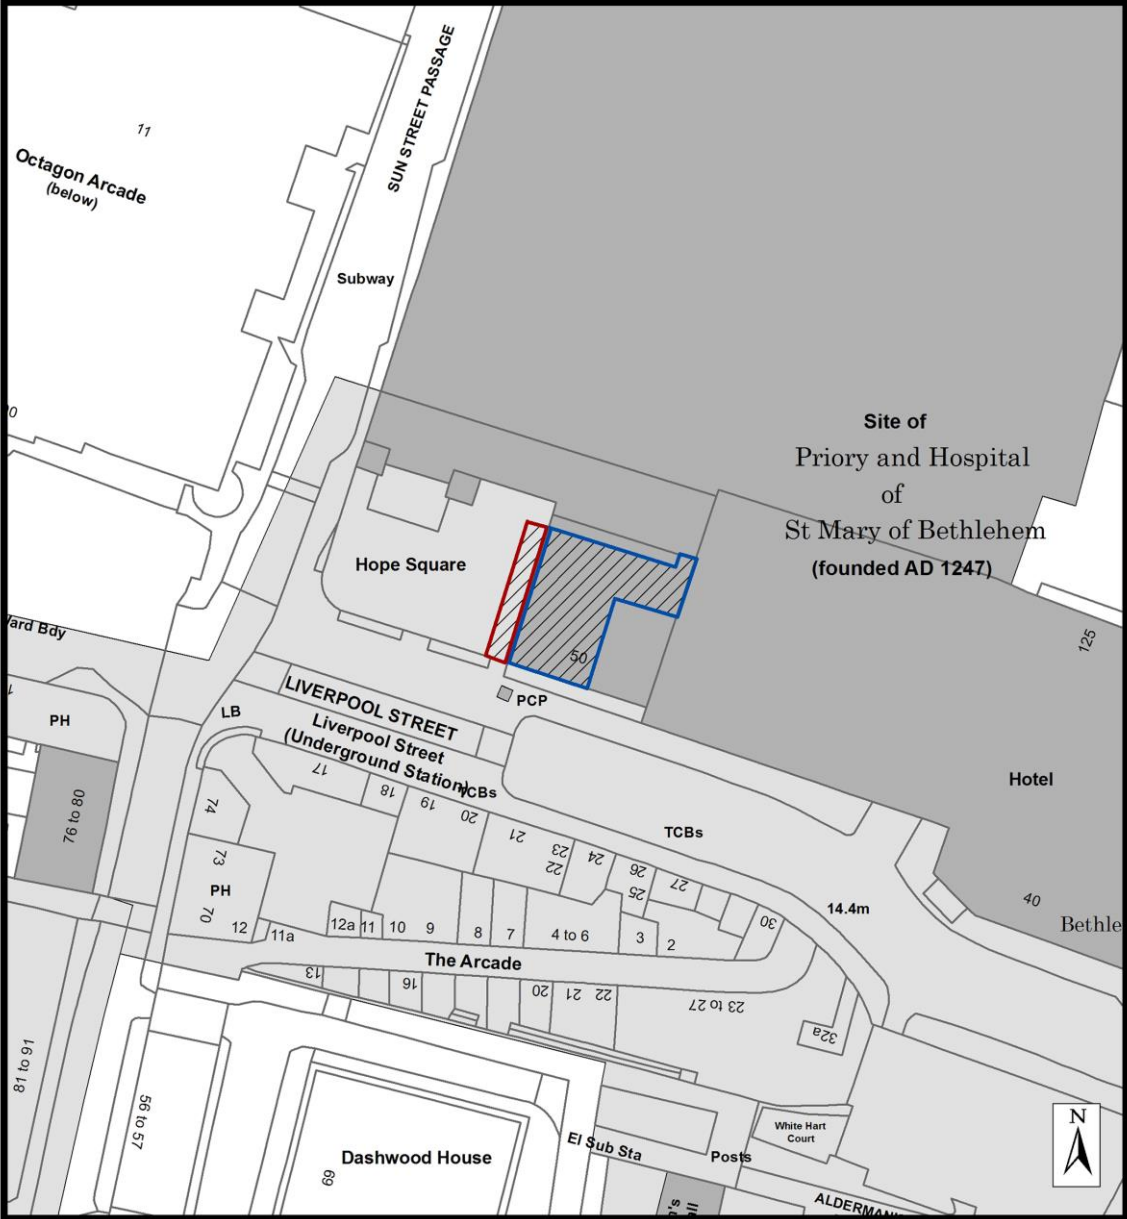 SUN STREET PASSAGE
11
Octagon Arcade
(below)
Subway
Site of
Priory and Hospital
of
St Mary of Bethlehem
(founded AD 1247)
Hope Square
50
125
PCP
LIVERPOOL STREET
Liverpool Street
(Underground Station)
LB
PH
TCBs
Hotel
17
18
19
20
21
22
23
24
25
26
27
30
TCBs
14.4m
40
Bethle
76 to 80
74
73
PH
70
12
11a
12a
11
10
9
8
7
4 to 6
3
2
The Arcade
13
16
20
21
22
23 to 27
32a
81 to 91
56 to 57
Dashwood House
69
El Sub Sta
Posts
White Hart
Court
N